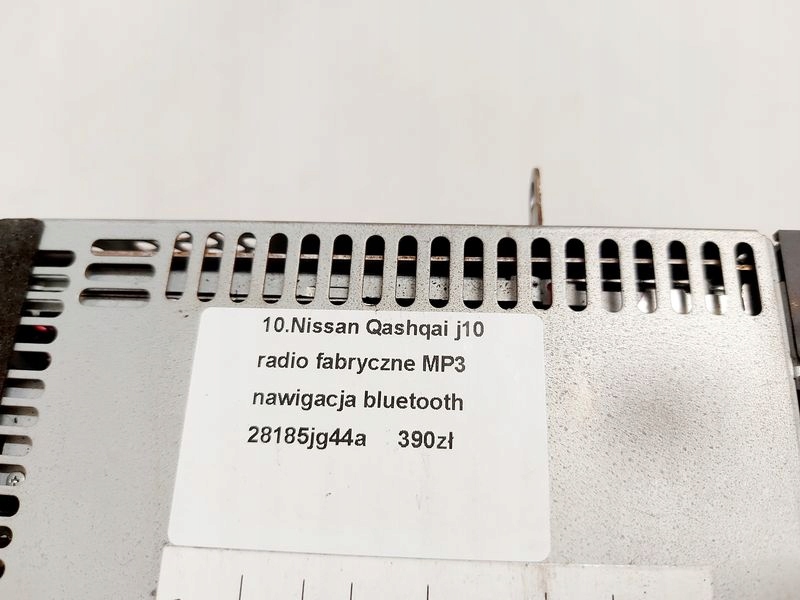 10.Nissan Qashqai j10
radio fabryczne MP3
nawigacja bluetooth
28185jg44a 390zł